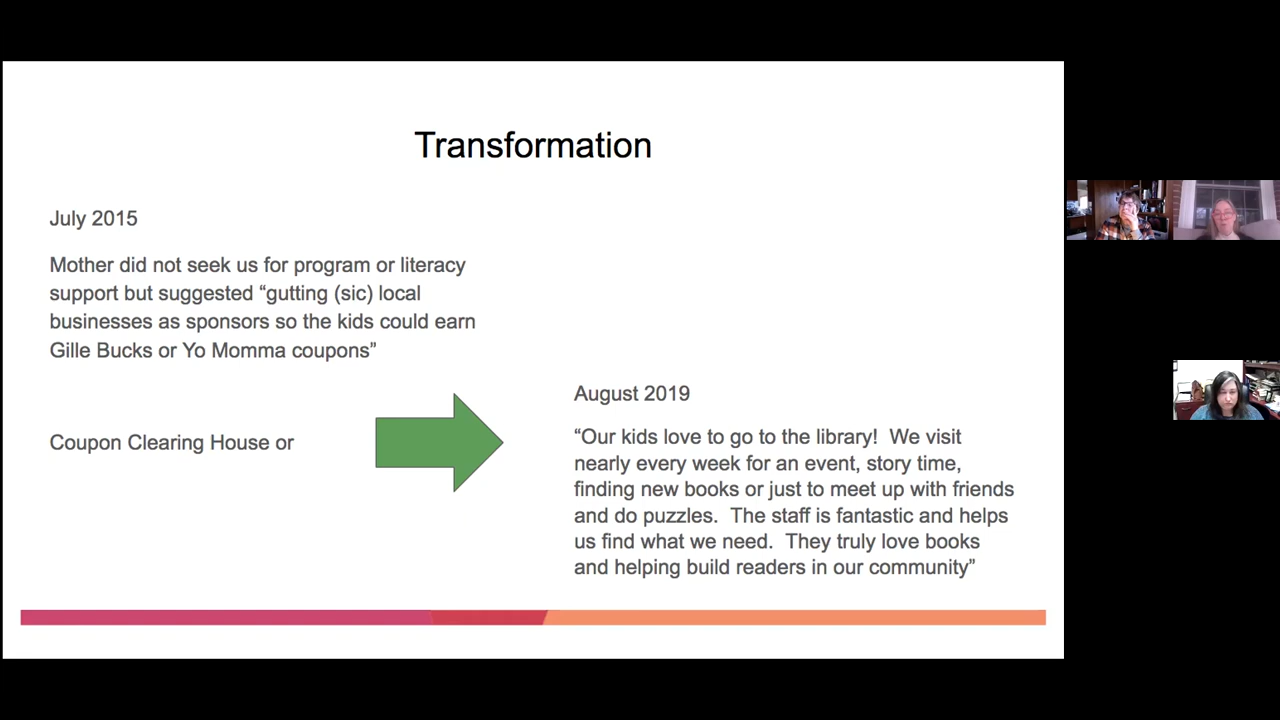 Transformation
July 2015
Mother did not seek us for program or literacy
support but suggested “gutting (sic) local
businesses as sponsors so the kids could earn
Gille Bucks or Yo Momma coupons”
Coupon Clearing House or
August 2019
“Our kids love to go to the library!  We visit
nearly every week for an event, story time,
finding new books or just to meet up with friends
and do puzzles.  The staff is fantastic and helps
us find what we need.  They truly love books
and helping build readers in our community”